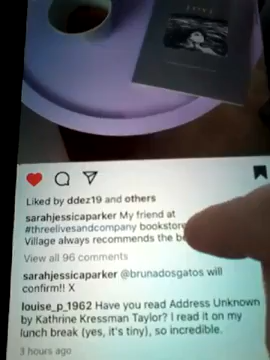 Liked by ddez19 and others
sarahjessicaparker My friend at
#threelivesandcompany bookstore
Village always recommends the
View all 96 comments
sarahjessicaparker @brunadosgatos will
confirm!! X
louise_p_1962 Have you read Address Unknown
by Kathrine Kressman Taylor? I read it on my
lunch break (yes, it's tiny), so incredible.
3 hours ago